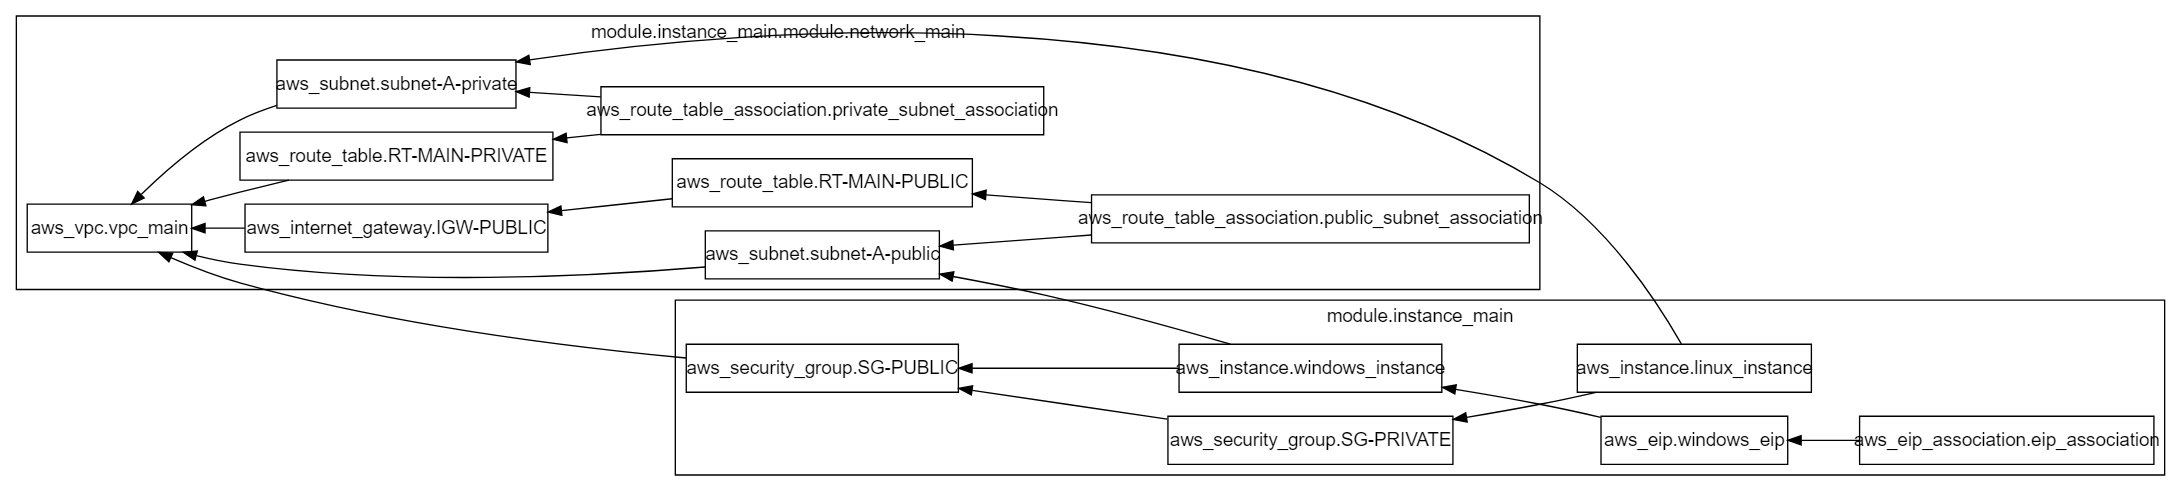 module.instance_main.module.network_main
aws_subnet.subnet-A-private
aws_route_table_association.private_subnet_association
aws_route_table.RT-MAIN-PRIVATE
aws_route_table.RT-MAIN-PUBLIC
aws_route_table_association.public_subnet_association
aws_vpc.vpc_main
aws_internet_gateway.IGW-PUBLIC
aws_subnet.subnet-A-public
module.instance_main
aws_security_group.SG-PUBLIC
aws_instance.windows_instance
aws_instance.linux_instance
aws_security_group.SG-PRIVATE
aws_eip.windows_eip
aws_eip_association.eip_association